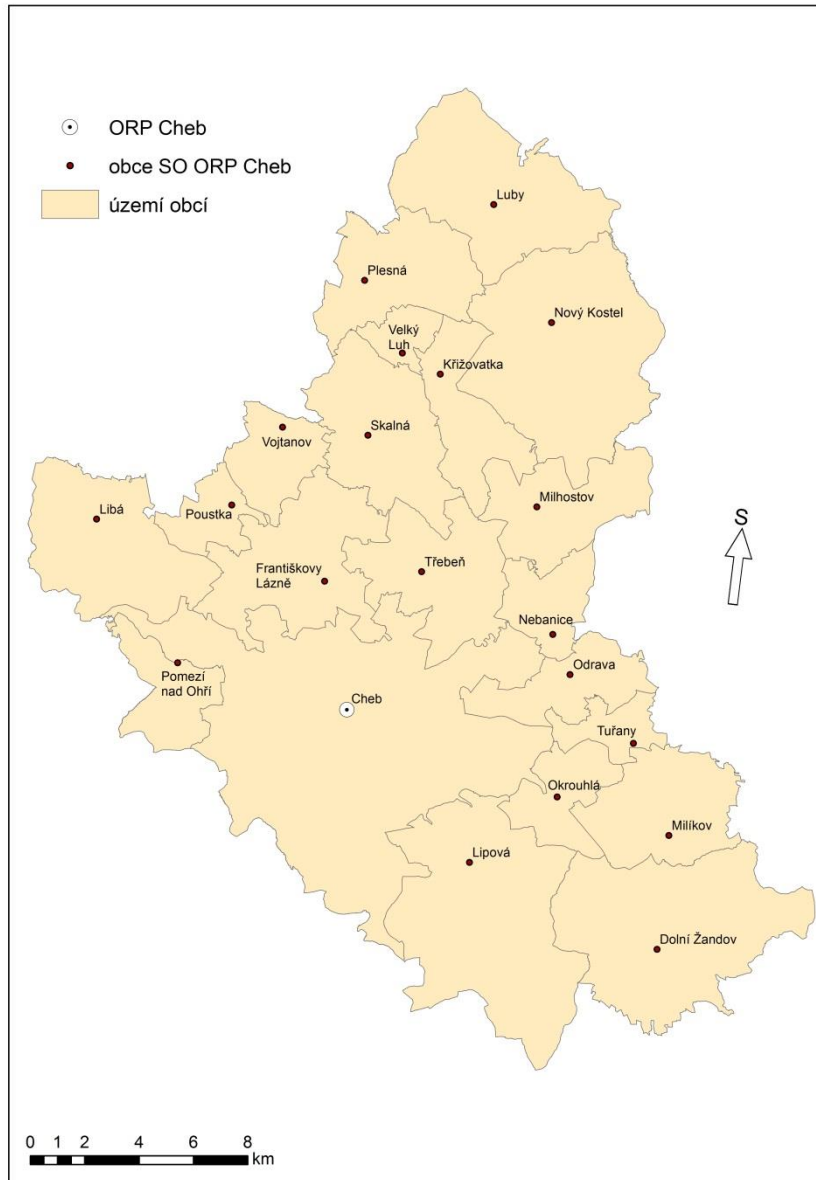 ORP Cheb
obce SO ORP Cheb
území obcí
Luby
Plesná
Nový Kostel
Velký
Luh
Křižovatka
Skalná
Vojtanov
Milhostov
Libá
Poustka
S
Františkovy
Lázně
Třebeň
Nebanice
Odrava
Pomezí
nad Ohří
Cheb
Tuřany
Okrouhlá
Milíkov
Lipová
Dolní Žandov
0 1 2 4 6 8
km